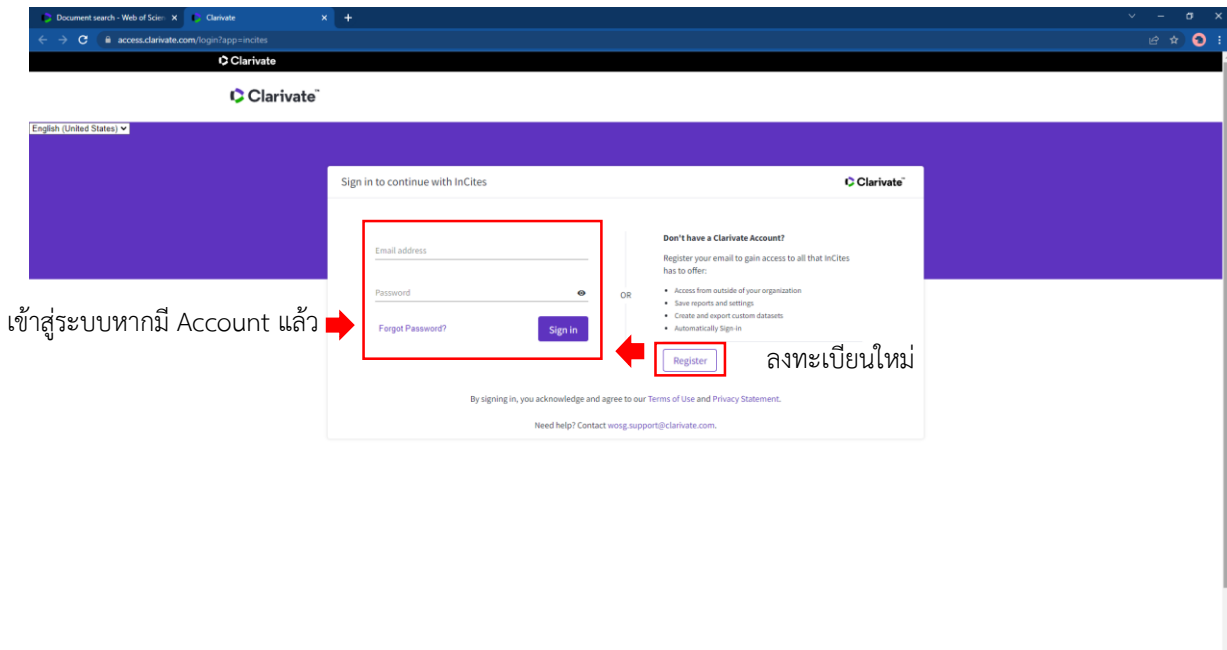 Document search - Web of Scien
Clarivate
access.clarivate.com/login?app=incites
Clarivate
Clarivate™
English (United States)
Sign in to continue with InCites
Clarivate™
Email address
Password
Forgot Password?
Sign in
OR
Don't have a Clarivate Account?
Register your email to gain access to all that InCites
has to offer:
• Access from outside of your organization
• Save reports and settings
• Create and export custom datasets
• Automatically Sign-in
Register
เข้าสู่ระบบหากมี Account แล้ว
ลงทะเบียนใหม่
By signing in, you acknowledge and agree to our Terms of Use and Privacy Statement.
Need help? Contact wosg.support@clarivate.com.